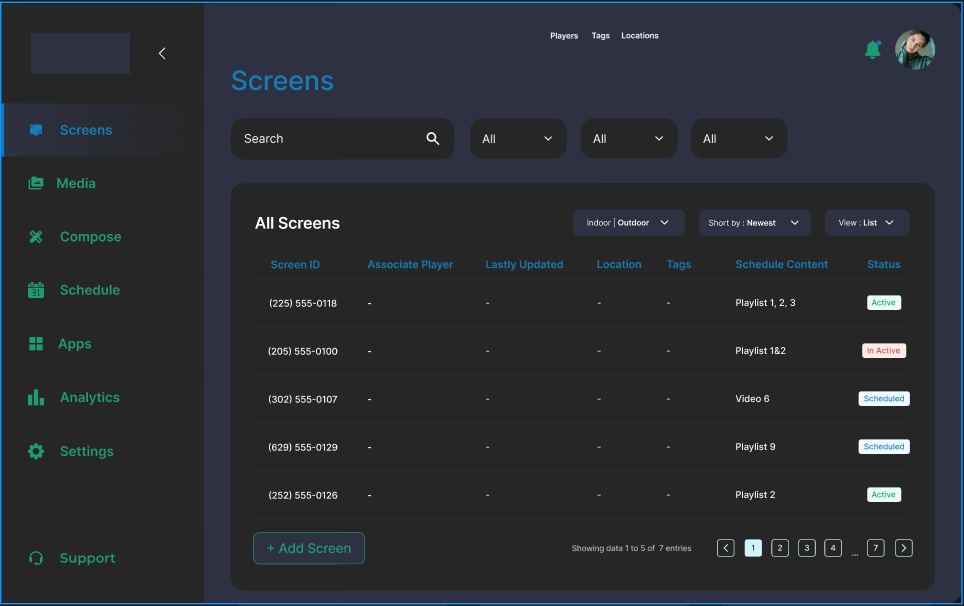 Players Tags Locations
Screens
Search All All All
Screens
Media
Compose
Schedule
31
Apps
Analytics
Settings
Support
All Screens Indoor | Outdoor Short by : Newest View : List
Screen ID Associate Player Lastly Updated Location Tags Schedule Content Status
(225) 555-0118 - - - - Playlist 1, 2, 3 Active
(205) 555-0100 - - - - Playlist 1&2 In Active
(302) 555-0107 - - - - Video 6 Scheduled
(629) 555-0129 - - - - Playlist 9 Scheduled
(252) 555-0126 - - - - Playlist 2 Active
+ Add Screen Showing data 1 to 5 of 7 entries < 1 2 3 4 ... 7 >